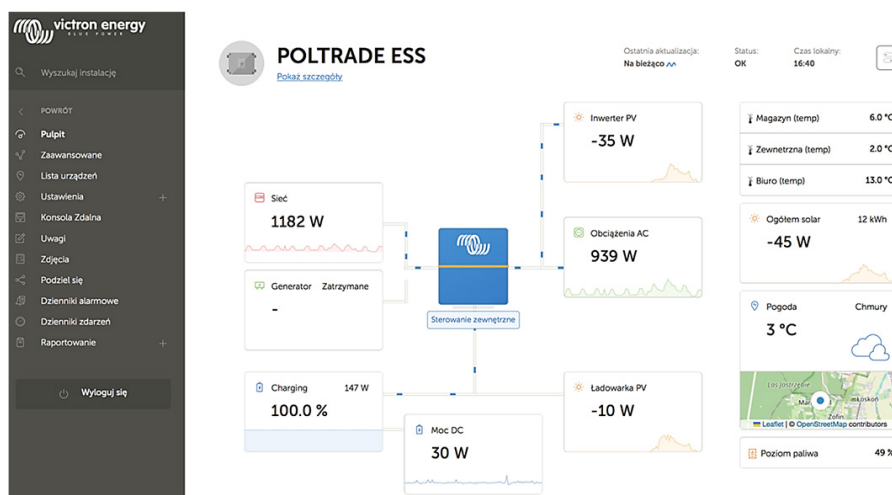 victron energy
BLUE POWER
Wyszukaj instalację
POWRÓT
Pulpit
Zaawansowane
Lista urządzeń
Ustawienia +
Konsola Zdalna
Uwagi
Zdjęcia
Podziel się
Dzienniki alarmowe
Dzienniki zdarzeń
Raportowanie +
Wyloguj się
POLTRADE ESS
Pokaż szczegóły
Ostatnia aktualizacja:
Na bieżąco
Status:
OK
Czas lokalny:
16:40
Sieć
1182 W
Generator Zatrzymane
-
Sterowanie zewnętrzne
Charging 147 W
100.0 %
Moc DC
30 W
Inwerter PV
-35 W
Obciążenia AC
939 W
Ładowarka PV
-10 W
Magazyn (temp) 6.0 °C
Zewnetrzna (temp) 2.0 °C
Biuro (temp) 13.0 °C
Ogółem solar 12 kWh
-45 W
Pogoda Chmury
3 °C
Las Jastrzębie
Zofin
Leaflet | © OpenStreetMap contributors
Poziom paliwa 49 %